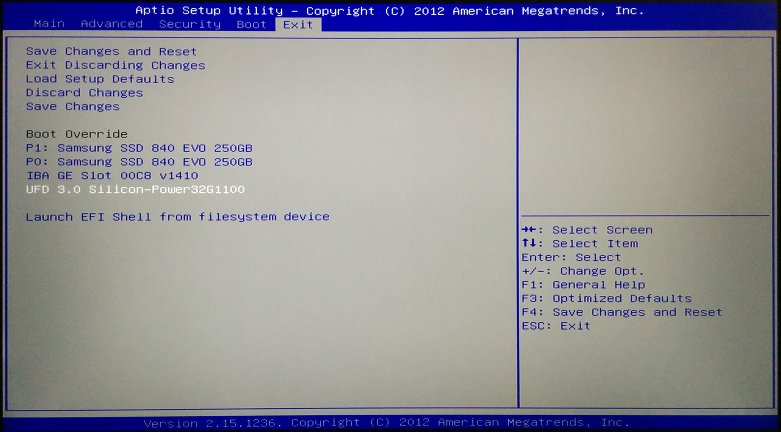 Aptio Setup Utility – Copyright (C) 2012 American Megatrends, Inc.
Main Advanced Security Boot Exit
Save Changes and Reset
Exit Discarding Changes
Load Setup Defaults
Discard Changes
Save Changes
Boot Override
P1: Samsung SSD 840 EVO 250GB
P0: Samsung SSD 840 EVO 250GB
IBA GE Slot 00C8 v1410
UFD 3.0 Silicon-Power32G1100
Launch EFI Shell from filesystem device
→←: Select Screen
↑↓: Select Item
Enter: Select
+/-: Change Opt.
F1: General Help
F3: Optimized Defaults
F4: Save Changes and Reset
ESC: Exit
Version 2.15.1236. Copyright (C) 2012 American Megatrends, Inc.